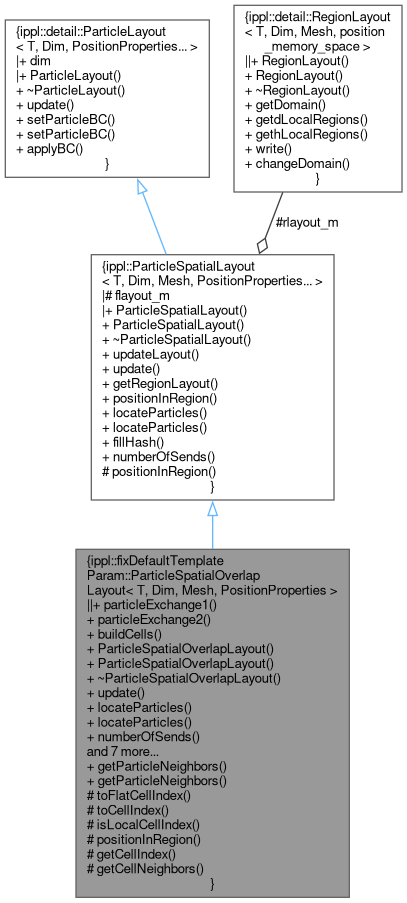 {ippl::detail::ParticleLayout
< T, Dim, PositionProperties... >
|+ dim
|+ ParticleLayout()
+ ~ParticleLayout()
+ update()
+ setParticleBC()
+ setParticleBC()
+ applyBC()
}
{ippl::detail::RegionLayout
< T, Dim, Mesh, position
_memory_space >
||+ RegionLayout()
+ RegionLayout()
+ ~RegionLayout()
+ getDomain()
+ getdLocalRegions()
+ gethLocalRegions()
+ write()
+ changeDomain()
}
#rlayout_m
{ippl::ParticleSpatialLayout
< T, Dim, Mesh, PositionProperties... >
|# flayout_m
|+ ParticleSpatialLayout()
+ ParticleSpatialLayout()
+ ~ParticleSpatialLayout()
+ updateLayout()
+ update()
+ getRegionLayout()
+ positionInRegion()
+ locateParticles()
+ locateParticles()
+ fillHash()
+ numberOfSends()
# positionInRegion()
}
{ippl::fixDefaultTemplate
Param::ParticleSpatialOverlap
Layout< T, Dim, Mesh, PositionProperties >
||+ particleExchange1()
+ particleExchange2()
+ buildCells()
+ ParticleSpatialOverlapLayout()
+ ParticleSpatialOverlapLayout()
+ ~ParticleSpatialOverlapLayout()
+ update()
+ locateParticles()
+ locateParticles()
+ numberOfSends()
and 7 more...
+ getParticleNeighbors()
+ getParticleNeighbors()
# toFlatCellIndex()
# toCellIndex()
# isLocalCellIndex()
# positionInRegion()
# getCellIndex()
# getCellNeighbors()
}